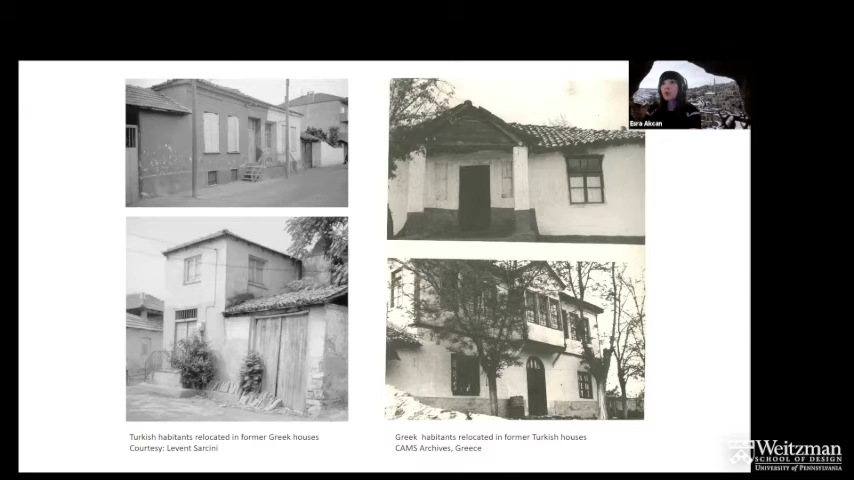 Esra Akcan
Turkish habitants relocated in former Greek houses
Courtesy: Levent Sarcini
Greek habitants relocated in former Turkish houses
CAMS Archives, Greece
Weitzman
SCHOOL OF DESIGN
UNIVERSITY of PENNSYLVANIA